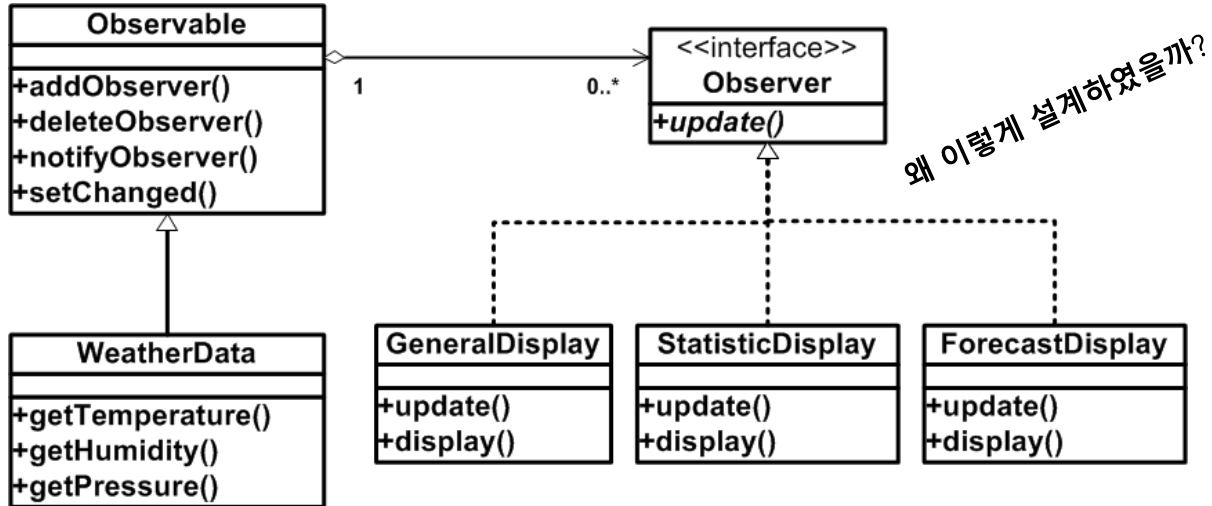 Observable
+addObserver()
+deleteObserver()
+notifyObserver()
+setChanged()
1
0..*
<<interface>>
Observer
+update()
왜 이렇게 설계하였을까?
WeatherData
+getTemperature()
+getHumidity()
+getPressure()
GeneralDisplay
+update()
+display()
StatisticDisplay
+update()
+display()
ForecastDisplay
+update()
+display()